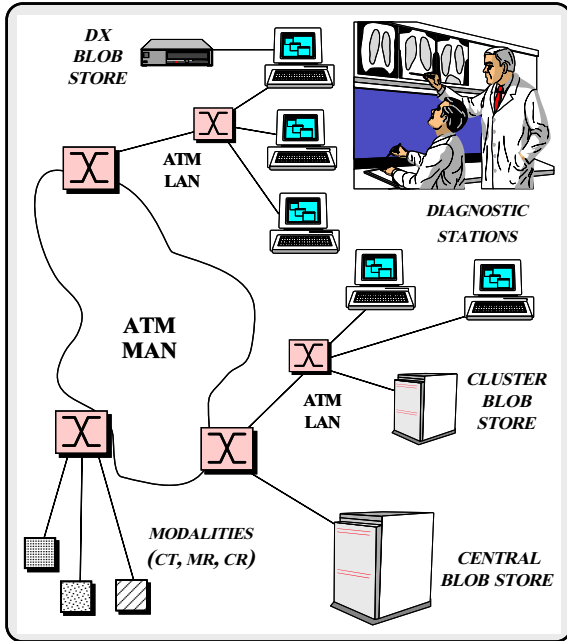 DX
BLOB
STORE
ATM
LAN
DIAGNOSTIC
STATIONS
ATM
MAN
ATM
LAN
CLUSTER
BLOB
STORE
MODALITIES
(CT, MR, CR)
CENTRAL
BLOB STORE